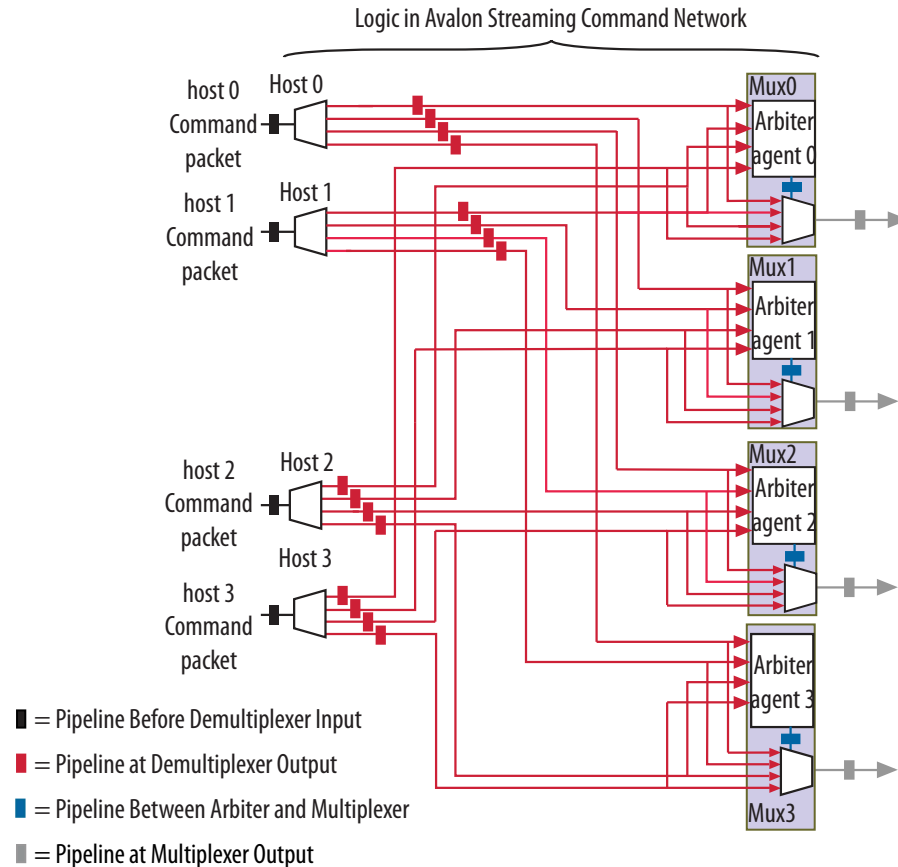 Logic in Avalon Streaming Command Network
host 0
Command
packet
Host 0
Mux0
Arbiter
agent 0
host 1
Command
packet
Host 1
Mux1
Arbiter
agent 1
host 2
Command
packet
Host 2
Mux2
Arbiter
agent 2
host 3
Command
packet
Host 3
Arbiter
agent 3
Mux3
= Pipeline Before Demultiplexer Input
= Pipeline at Demultiplexer Output
= Pipeline Between Arbiter and Multiplexer
= Pipeline at Multiplexer Output